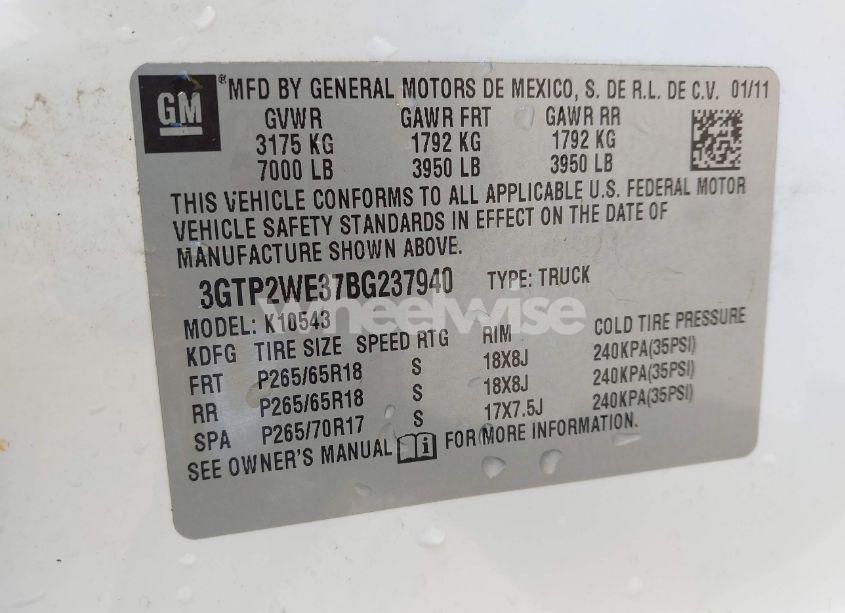 GM ®MFD BY GENERAL MOTORS DE MEXICO, S. DE R.L. DE C.V. 01/11
GVWR GAWR FRT GAWR RR
3175 KG 1792 KG 1792 KG
7000 LB 3950 LB 3950 LB
THIS VEHICLE CONFORMS TO ALL APPLICABLE U.S. FEDERAL MOTOR
VEHICLE SAFETY STANDARDS IN EFFECT ON THE DATE OF
MANUFACTURE SHOWN ABOVE.
3GTP2WE37BG237940 TYPE: TRUCK
wheelwise
MODEL: K10543
KDFG TIRE SIZE SPEED RTG RIM COLD TIRE PRESSURE
FRT P265/65R18 S 18X8J 240KPA(35PSI)
RR P265/65R18 S 18X8J 240KPA(35PSI)
SPA P265/70R17 S 17X7.5J 240KPA(35PSI)
SEE OWNER'S MANUAL i FOR MORE INFORMATION.